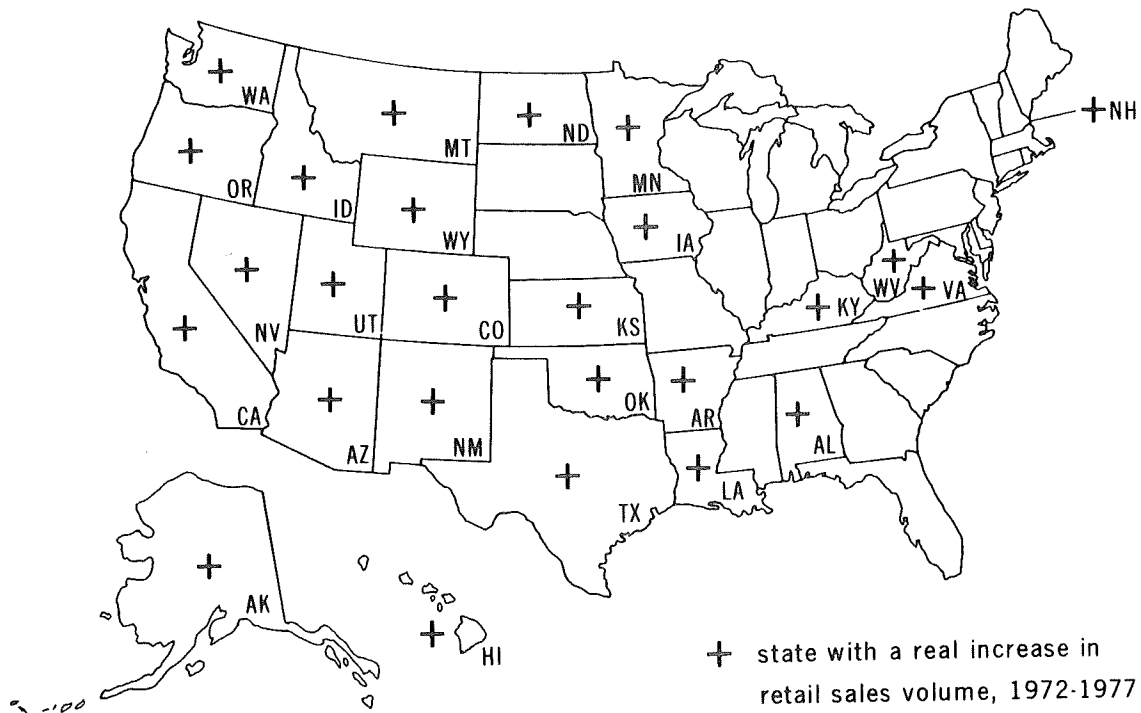 WA
MT
ND
MN
NH
OR
ID
WY
IA
NV
UT
CO
KS
WV
VA
KY
CA
AZ
NM
OK
AR
AL
TX
LA
AK
HI
state with a real increase in
retail sales volume, 1972-1977